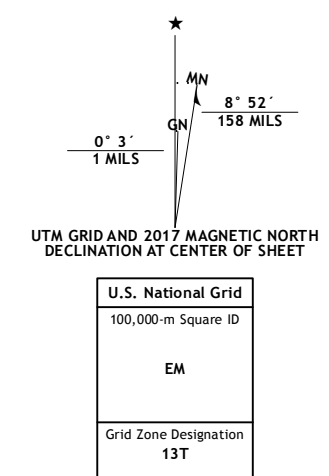 ★
MN
GN
8° 52´
158 MILS
0° 3´
1 MILS
UTM GRID AND 2017 MAGNETIC NORTH
DECLINATION AT CENTER OF SHEET
U.S. National Grid
100,000-m Square ID
EM
Grid Zone Designation
13T